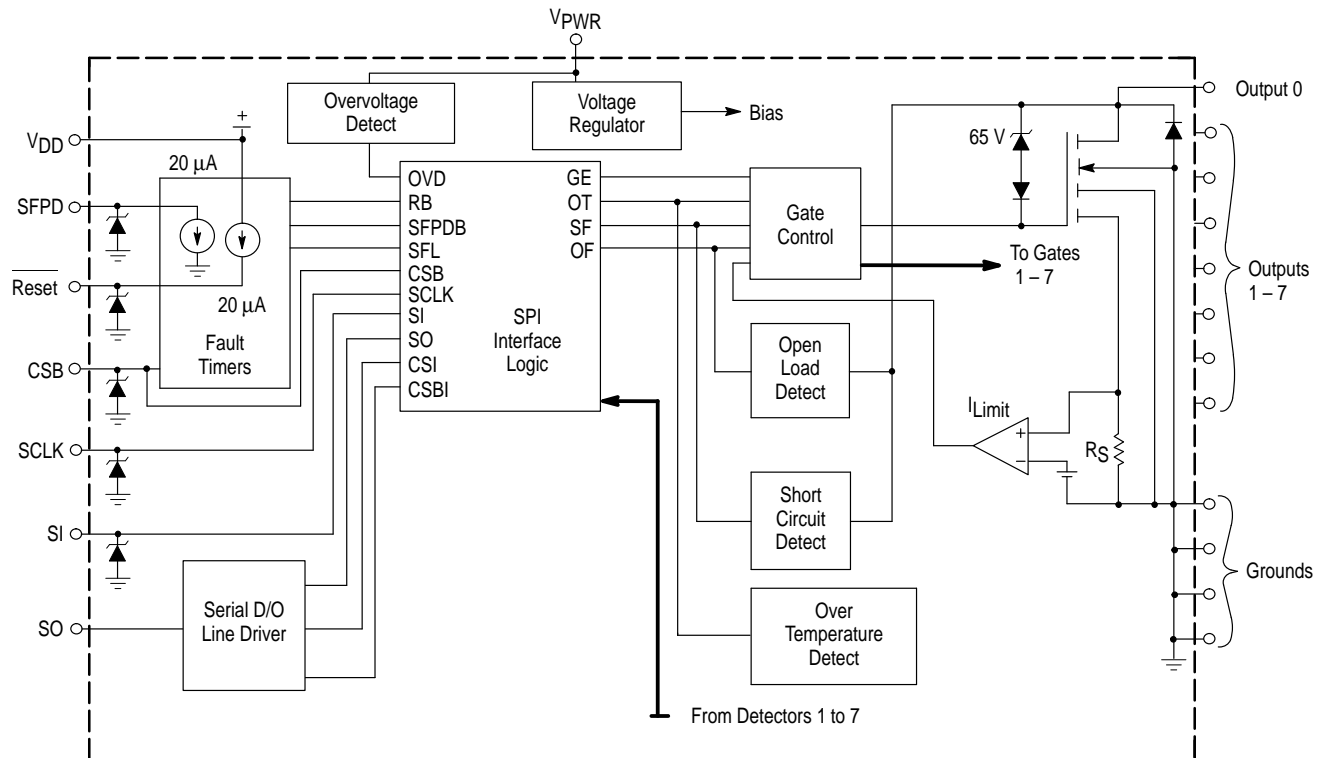 VPWR
Overvoltage
Detect
Voltage
Regulator
Bias
Output 0
+
VDD
20 µA
65 V
SFPD
Reset
20 µA
Fault
Timers
CSB
SCLK
SI
SO
OVD
RB
SFPDB
SFL
CSB
SCLK
SI
SO
CSI
CSBI
SPI
Interface
Logic
GE
OT
SF
OF
Gate
Control
To Gates
1 – 7
Outputs
1 – 7
Open
Load
Detect
ILimit
+
–
RS
Short
Circuit
Detect
Grounds
Serial D/O
Line Driver
Over
Temperature
Detect
From Detectors 1 to 7